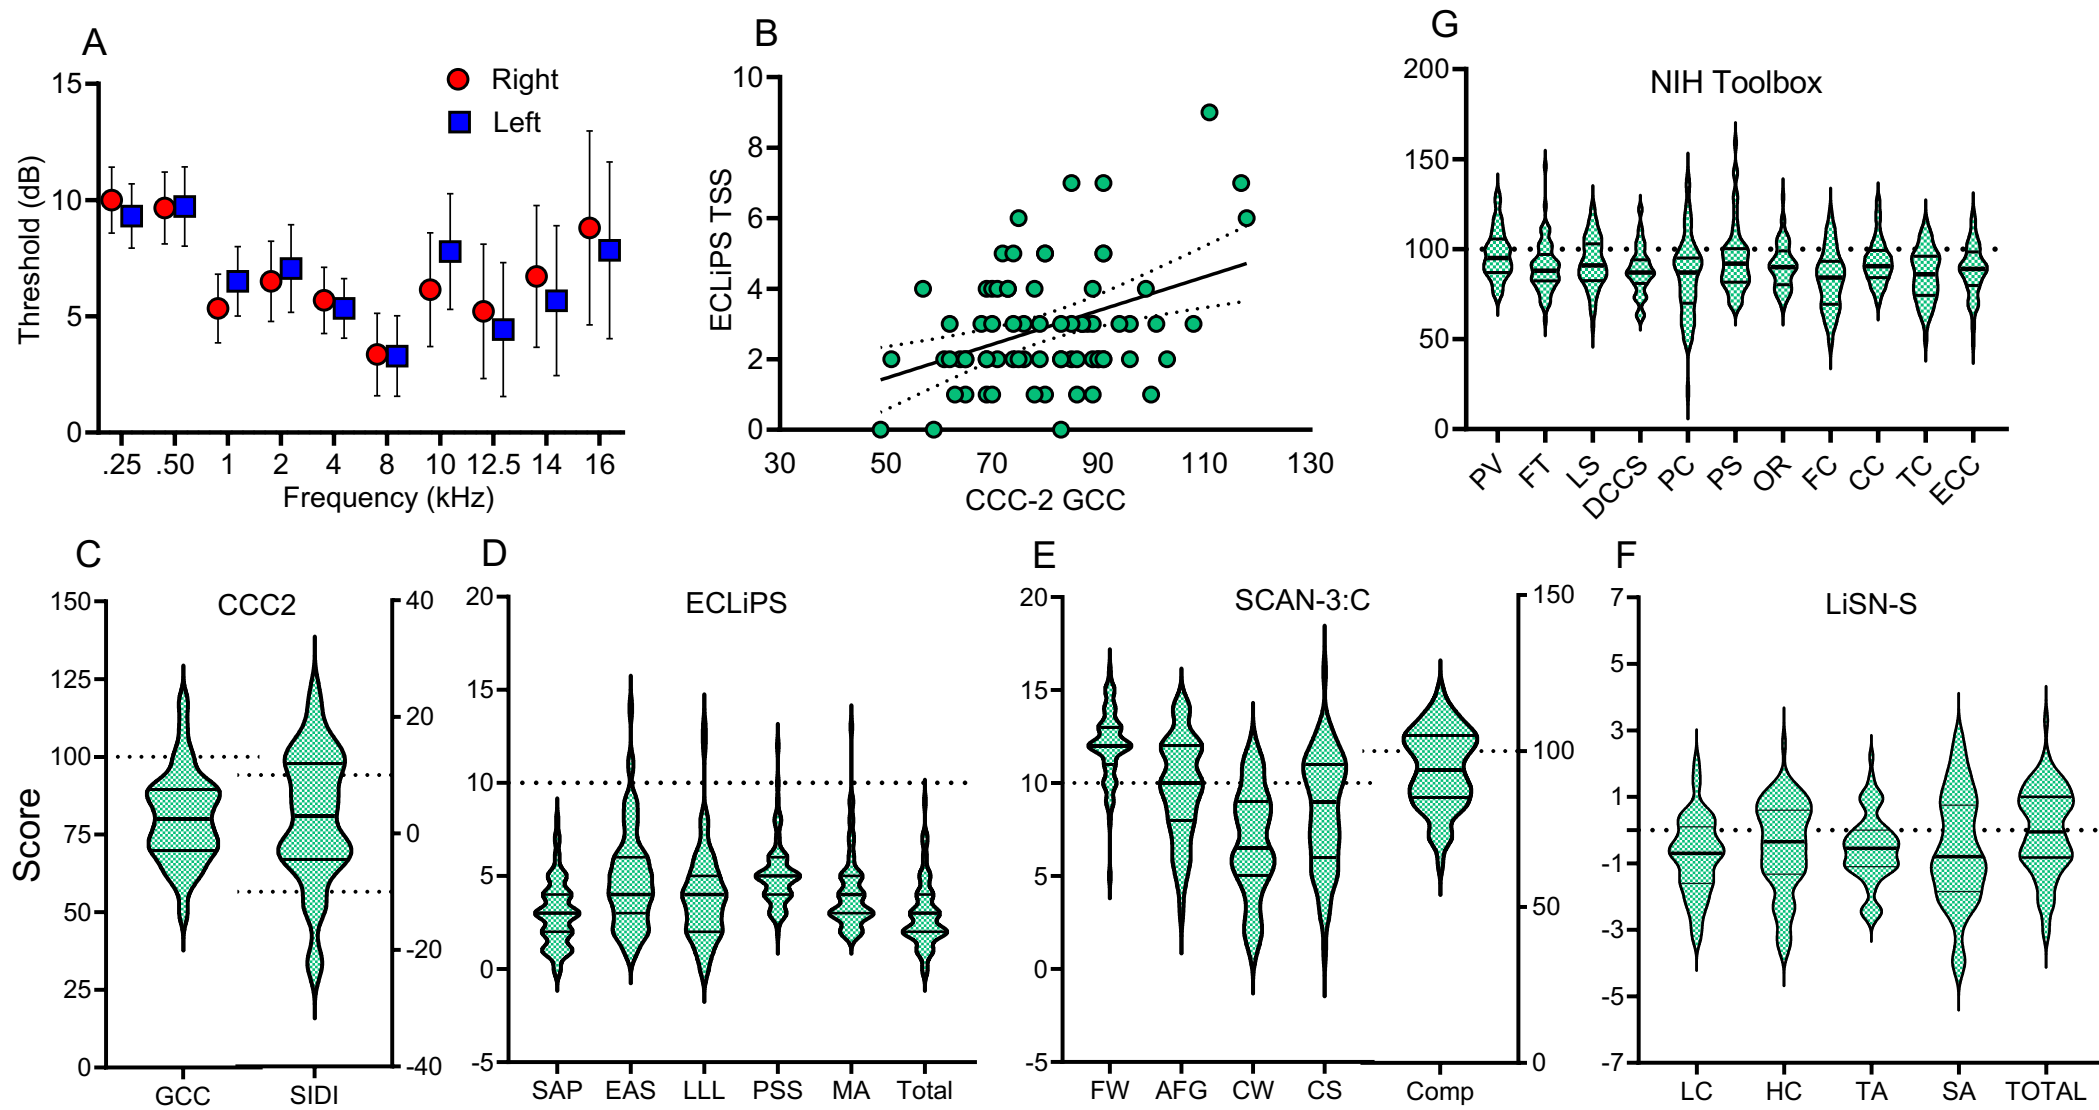 A
15
10
5
0
Threshold (dB)
Right
Left
.25 .50 1 2 4 8 10 12.5 14 16
Frequency (kHz)
B
10
8
6
4
2
0
ECLiPS TSS
30 50 70 90 110 130
CCC-2 GCC
G
NIH Toolbox
200
150
100
50
0
PV FT LS DCCS PC PS OR FC CC TC ECC
C
CCC2
Score
150
125
100
75
50
25
0
40
20
0
-20
-40
GCC SIDI
D
ECLiPS
20
15
10
5
0
-5
SAP EAS LLL PSS MA Total
E
SCAN-3:C
20
15
10
5
0
-5
150
100
50
0
FW AFG CW CS Comp
F
LiSN-S
7
5
3
1
-1
-3
-5
-7
LC HC TA SA TOTAL